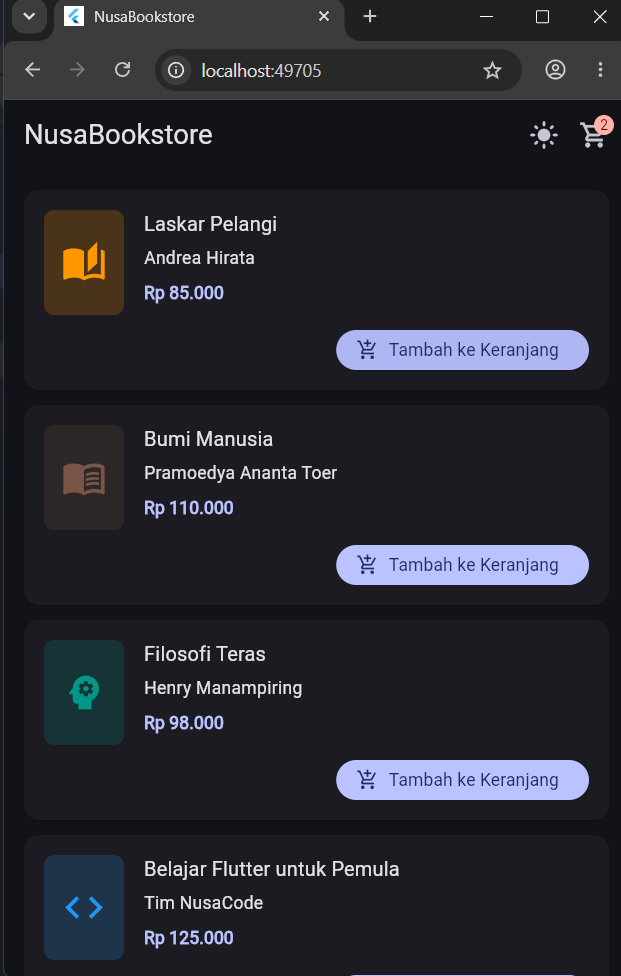 NusaBookstore
localhost:49705
NusaBookstore
2
Laskar Pelangi
Andrea Hirata
Rp 85.000
Tambah ke Keranjang
Bumi Manusia
Pramoedya Ananta Toer
Rp 110.000
Tambah ke Keranjang
Filosofi Teras
Henry Manampiring
Rp 98.000
Tambah ke Keranjang
Belajar Flutter untuk Pemula
Tim NusaCode
Rp 125.000